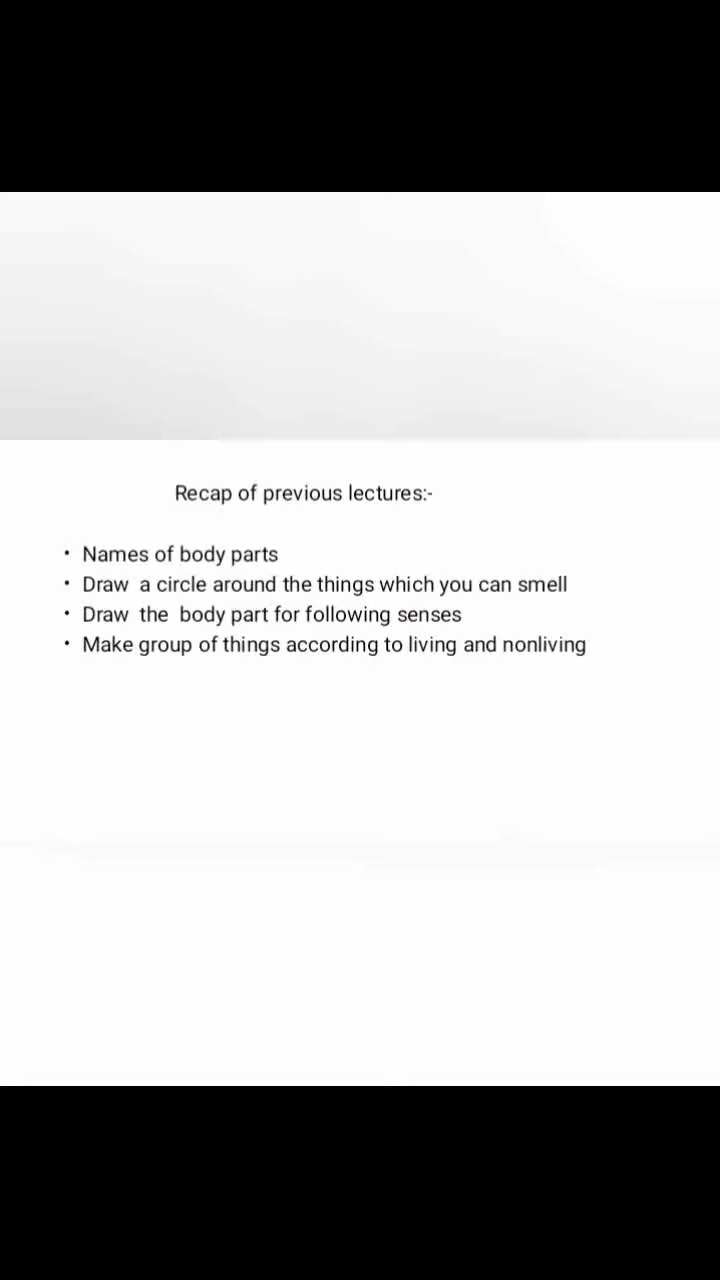 Recap of previous lectures:-
• Names of body parts
• Draw  a circle around the things which you can smell
• Draw  the  body part for following senses
• Make group of things according to living and nonliving